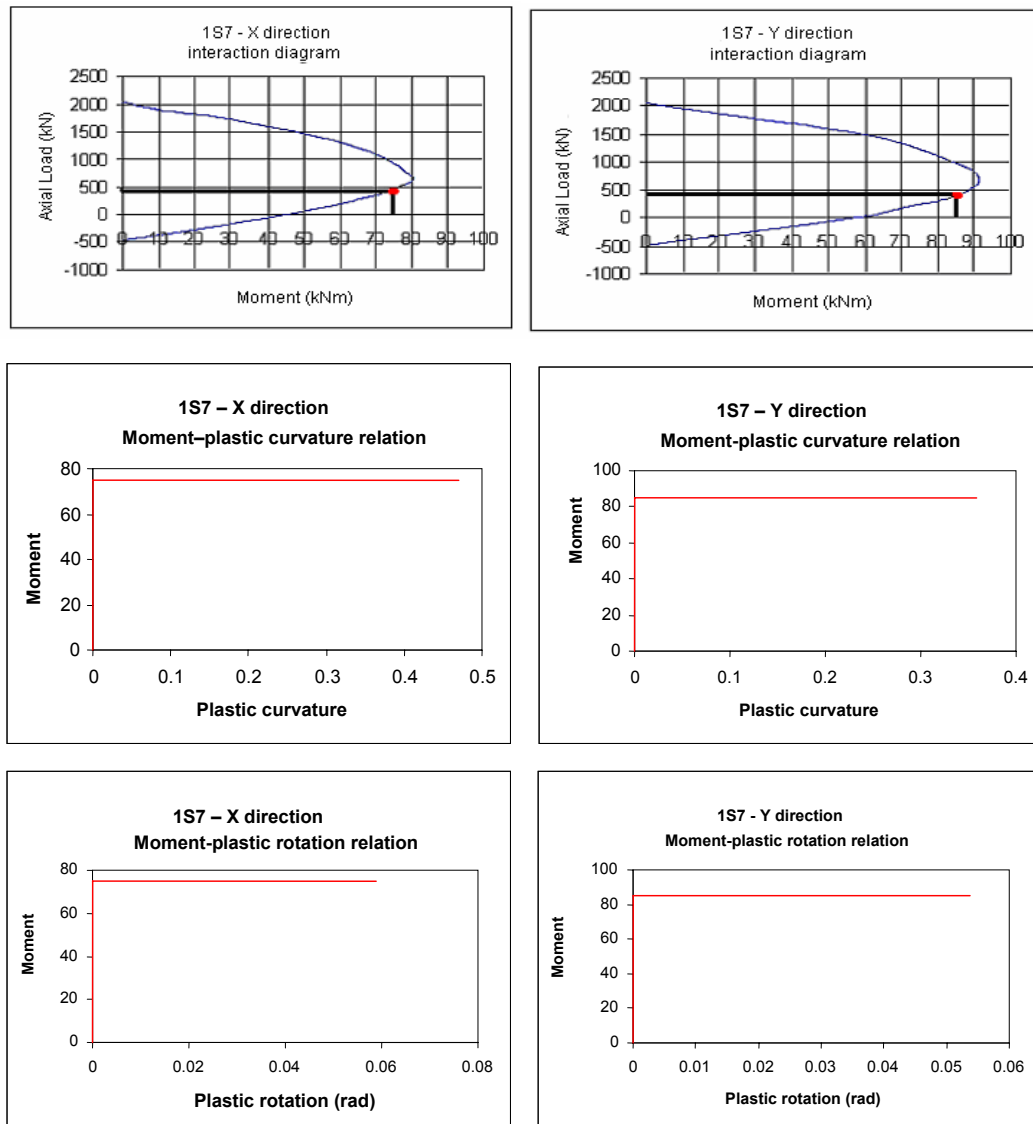 1S7 - X direction
interaction diagram
Axial Load (kN)
2500
2000
1500
1000
500
0
-500
-1000
0 10 20 30 40 50 60 70 80 90 100
Moment (kNm)
1S7 - Y direction
interaction diagram
Axial Load (kN)
2500
2000
1500
1000
500
0
-500
-1000
0 10 20 30 40 50 60 70 80 90 100
Moment (kNm)
1S7 – X direction
Moment–plastic curvature relation
Moment
80
60
40
20
0
0 0.1 0.2 0.3 0.4 0.5
Plastic curvature
1S7 – Y direction
Moment-plastic curvature relation
Moment
100
80
60
40
20
0
0 0.1 0.2 0.3 0.4
Plastic curvature
1S7 – X direction
Moment-plastic rotation relation
Moment
80
60
40
20
0
0 0.02 0.04 0.06 0.08
Plastic rotation (rad)
1S7 - Y direction
Moment-plastic rotation relation
Moment
100
80
60
40
20
0
0 0.01 0.02 0.03 0.04 0.05 0.06
Plastic rotation (rad)